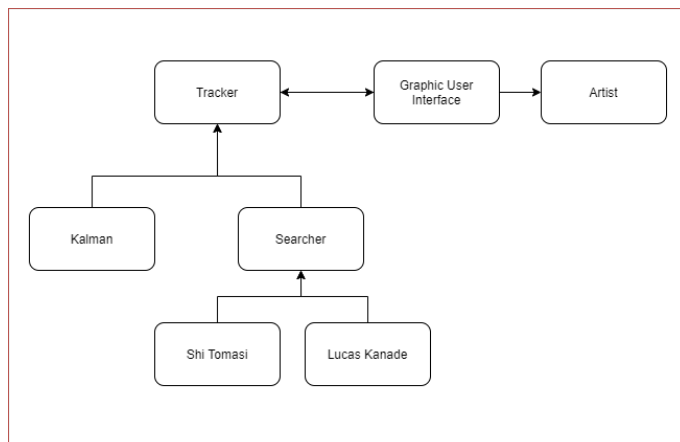 Tracker
Graphic User
Interface
Artist
Kalman
Searcher
Shi Tomasi
Lucas Kanade